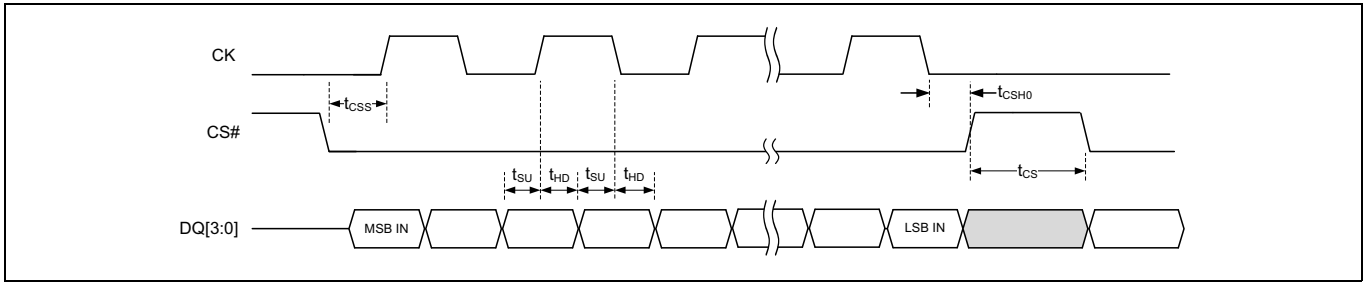 CK
tCSS
tCSH0
CS#
tSU tHD tSU tHD
tCS
DQ[3:0]
MSB IN
LSB IN